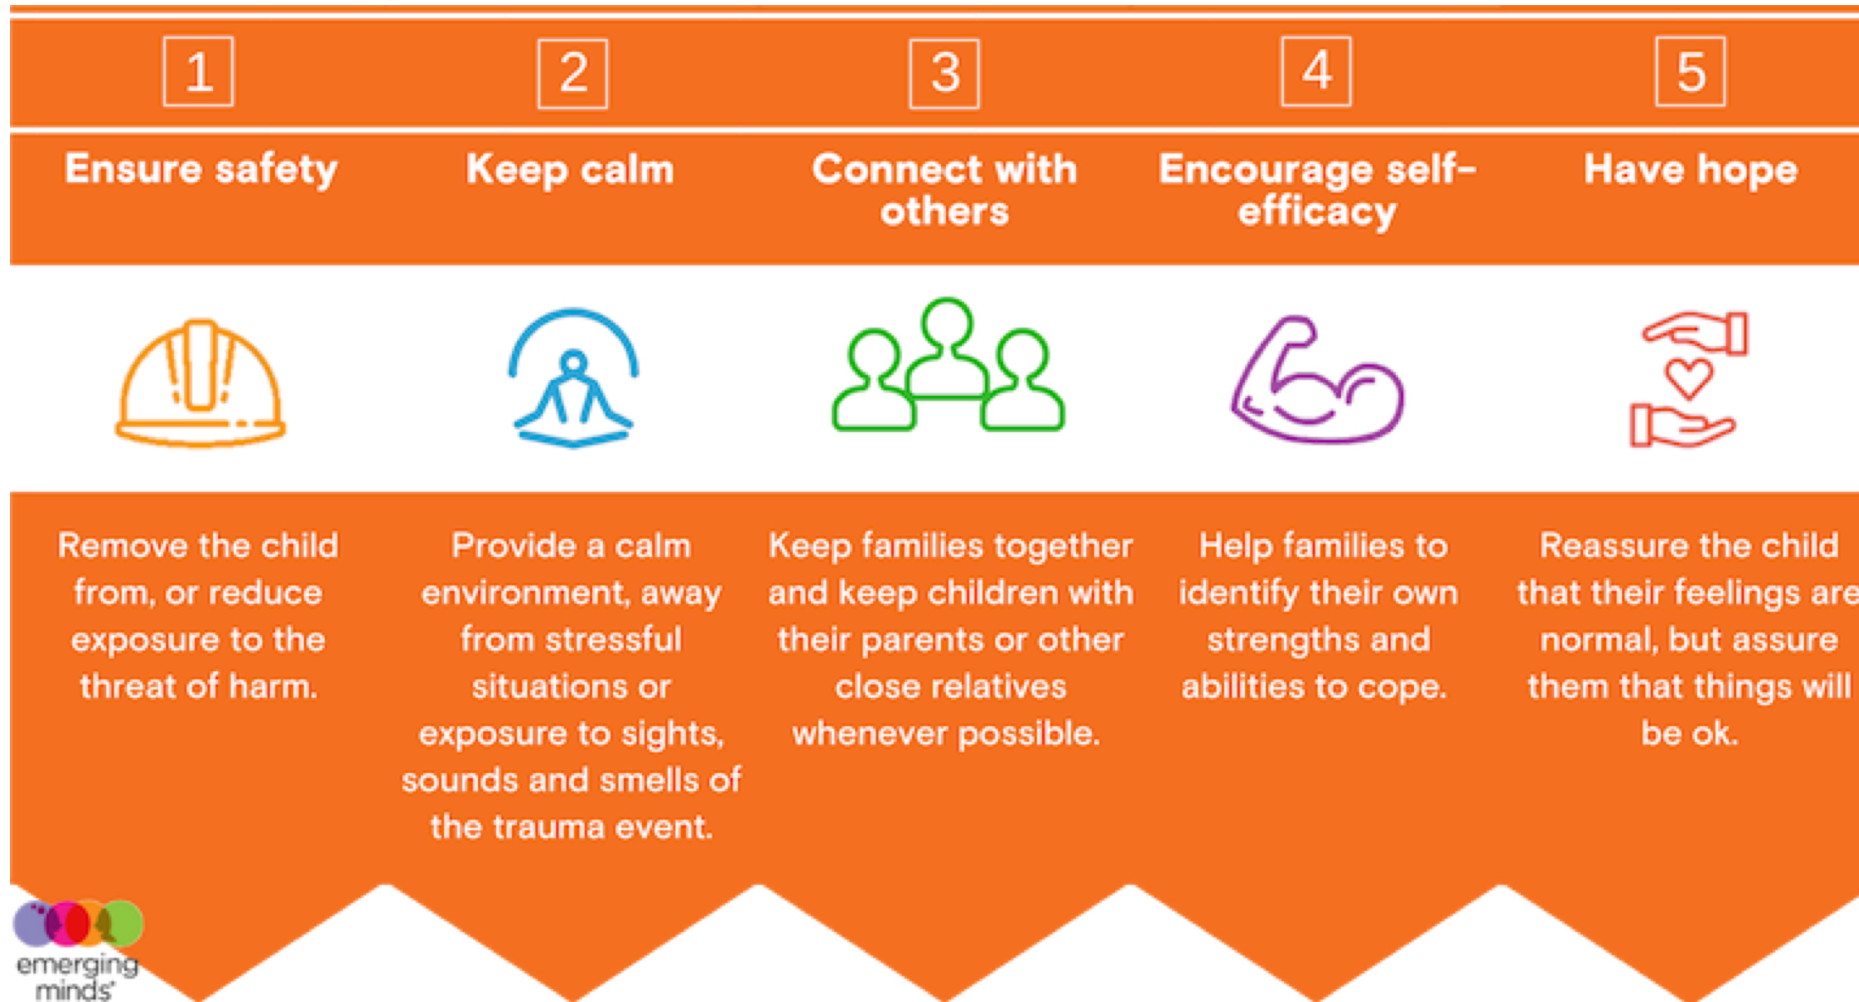 1
Ensure safety
Remove the child
from, or reduce
exposure to the
threat of harm.
2
Keep calm
Provide a calm
environment, away
from stressful
situations or
exposure to sights,
sounds and smells of
the trauma event.
3
Connect with
others
Keep families together
and keep children with
their parents or other
close relatives
whenever possible.
4
Encourage self-
efficacy
Help families to
identify their own
strengths and
abilities to cope.
5
Have hope
Reassure the child
that their feelings are
normal, but assure
them that things will
be ok.
emerging
minds